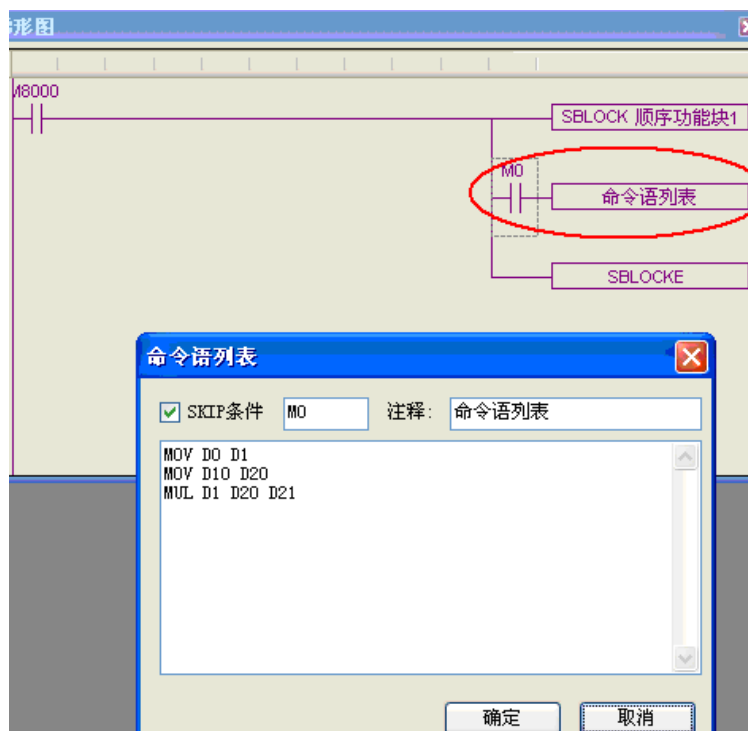 形图
M8000
SBLOCK 顺序功能块1
M0
命令语列表
SBLOCKE
命令语列表
SKIP条件 M0 注释: 命令语列表
MOV D0 D1
MOV D10 D20
MUL D1 D20 D21
确定 取消